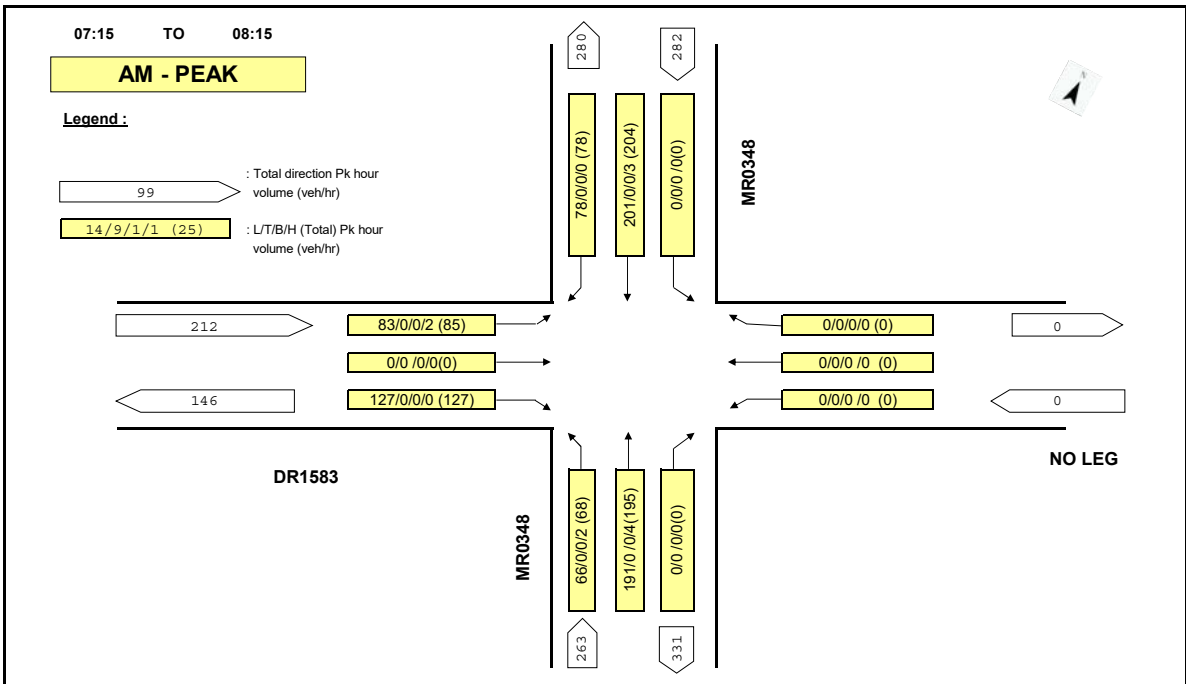 07:15 TO 08:15
AM - PEAK
Legend :
99
: Total direction Pk hour
volume (veh/hr)
14/9/1/1 (25)
: L/T/B/H (Total) Pk hour
volume (veh/hr)
280
282
N
78/0/0/0 (78)
201/0/0/3 (204)
0/0/0 /0(0)
MR0348
212
83/0/0/2 (85)
0/0/0/0 (0)
0
0/0 /0/0(0)
0/0/0 /0 (0)
146
127/0/0/0 (127)
0/0/0 /0 (0)
0
DR1583
NO LEG
MR0348
66/0/0/2 (68)
191/0 /0/4(195)
0/0 /0/0(0)
263
331